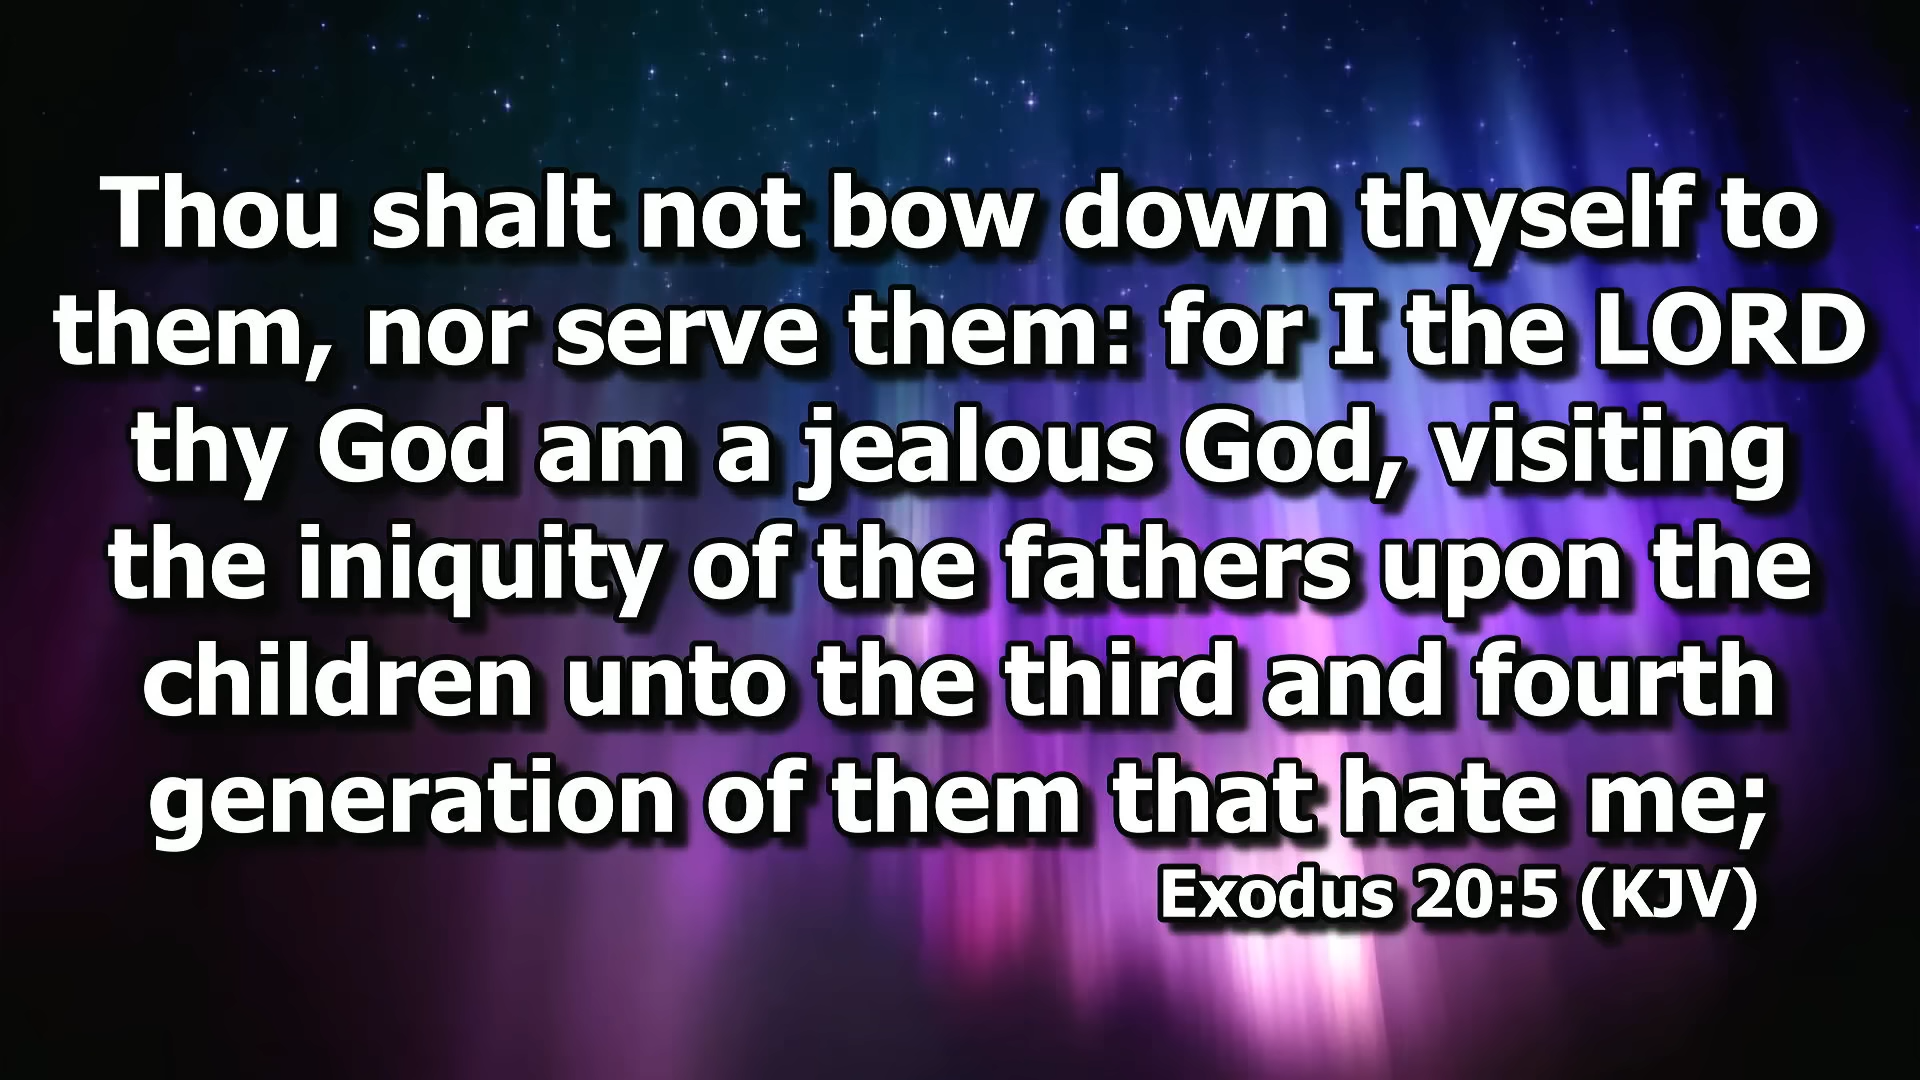 Thou shalt not bow down thyself to
them, nor serve them: for I the LORD
thy God am a jealous God, visiting
the iniquity of the fathers upon the
children unto the third and fourth
generation of them that hate me;
Exodus 20:5 (KJV)